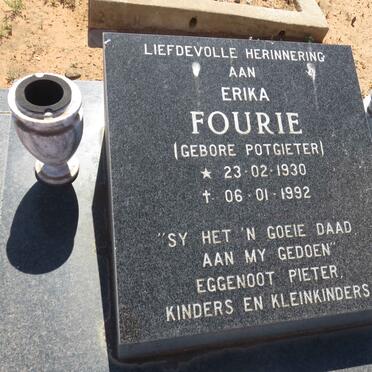 LIEFDEVOLLE HERINNERING
AAN
ERIKA
FOURIE
(GEBORE POTGIETER)
★ 23-02-1930
✝ 06-01-1992
"SY HET 'N GOEIE DAAD
AAN MY GEDOEN"
EGGENOOT PIETER,
KINDERS EN KLEINKINDERS